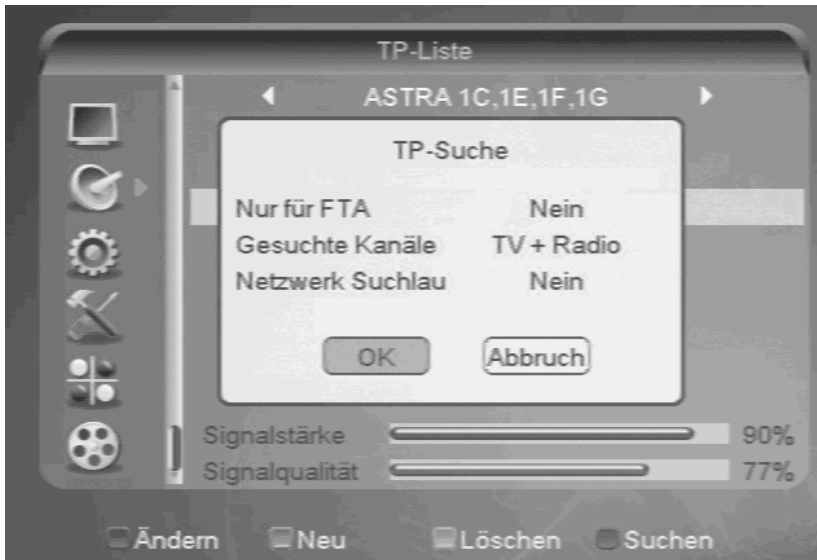 TP-Liste
ASTRA 1C,1E,1F,1G
TP-Suche
Nur für FTA Nein
Gesuchte Kanäle TV + Radio
Netzwerk Suchlau Nein
OK Abbruch
Signalstärke 90%
Signalqualität 77%
Ändern Neu Löschen Suchen